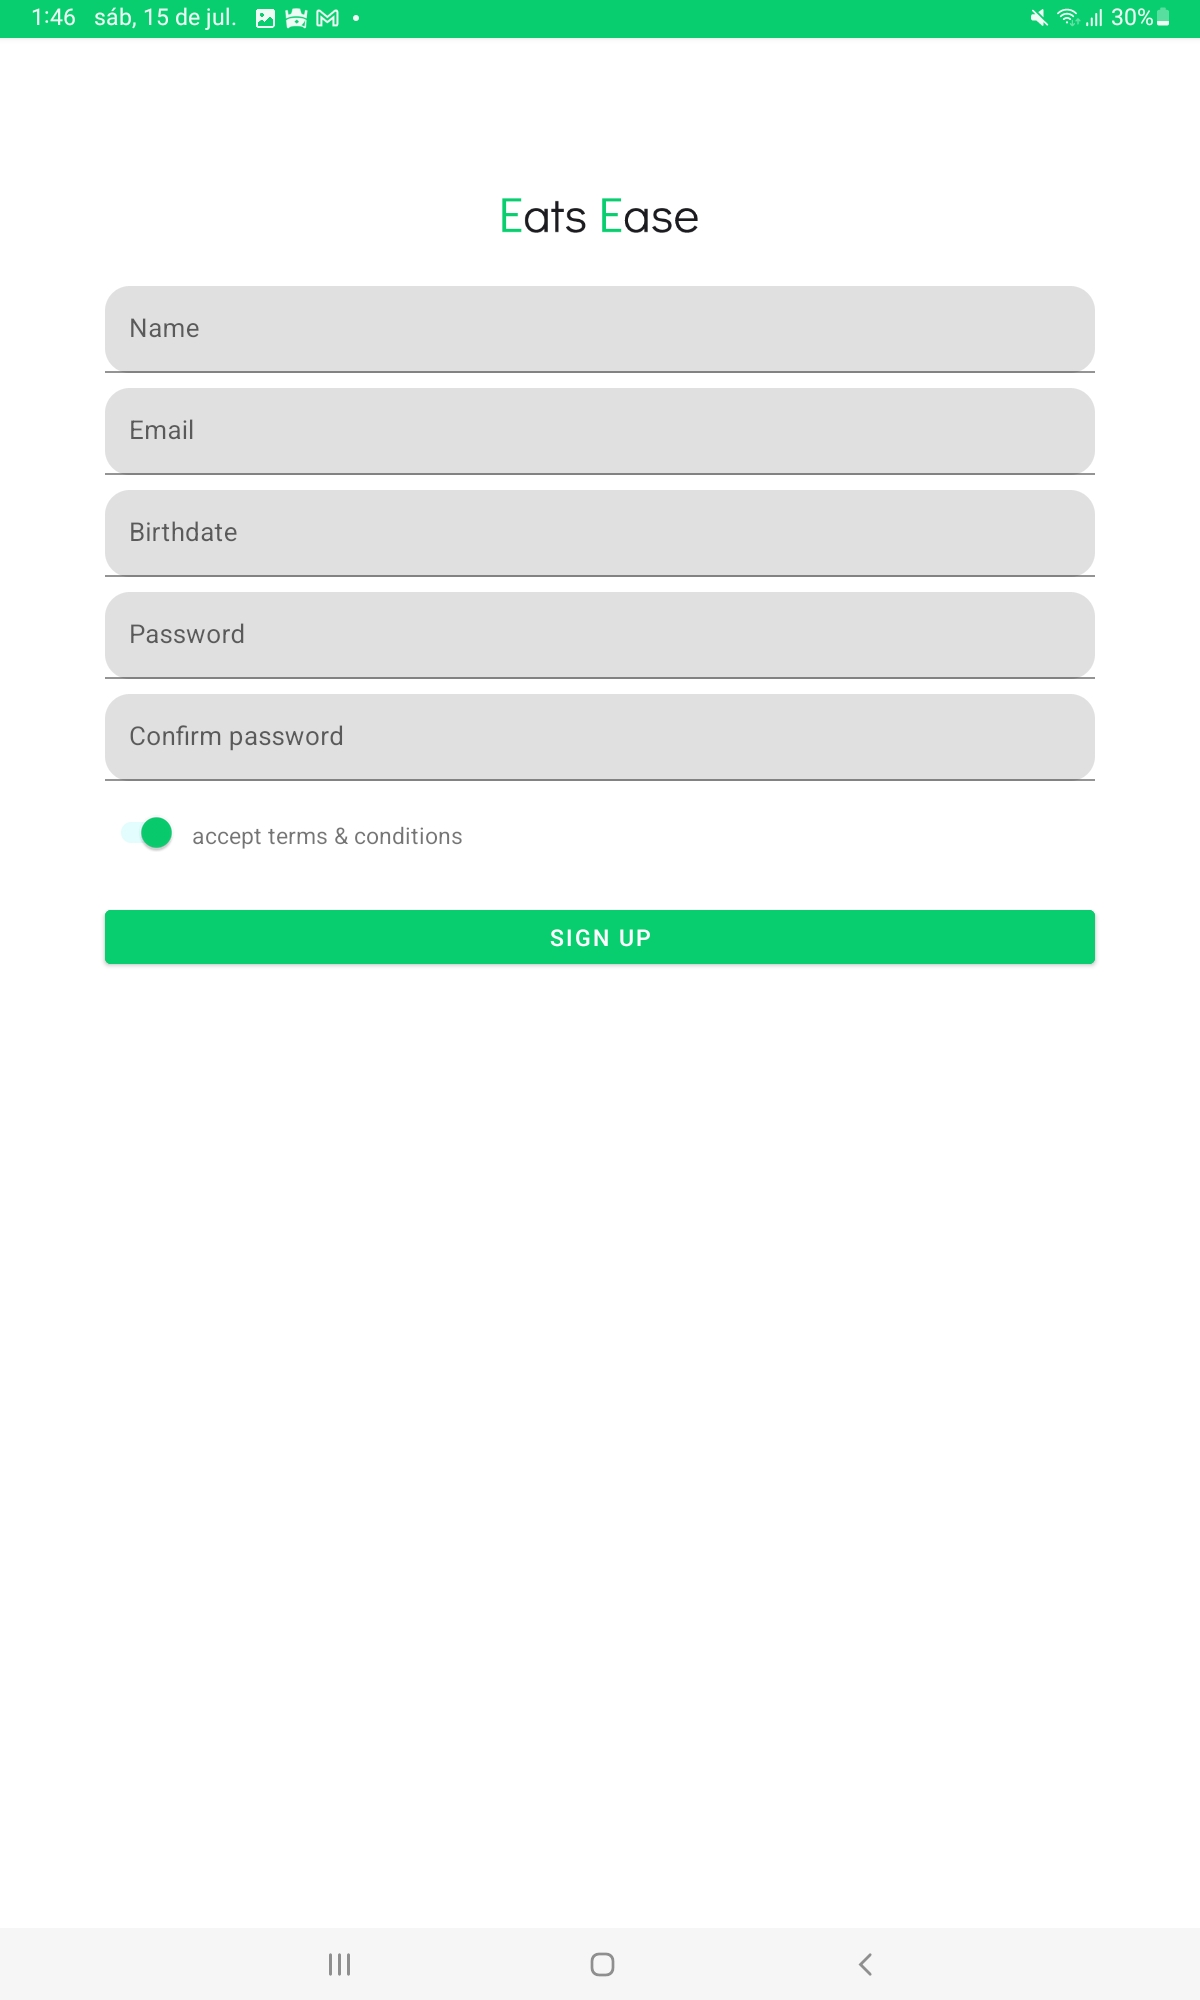 1:46 sáb, 15 de jul. 30%
Eats Ease
Name
Email
Birthdate
Password
Confirm password
accept terms & conditions
SIGN UP